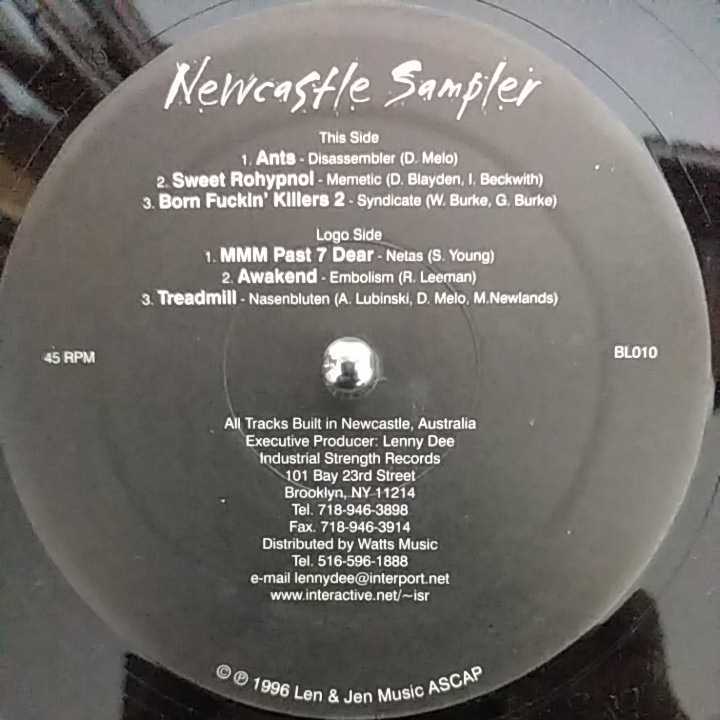 Newcastle Sampler
This Side
1. Ants - Disassembler (D. Melo)
2. Sweet Rohypnol - Memetic (D. Blayden, I. Beckwith)
3. Born Fuckin' Killers 2 - Syndicate (W. Burke, G. Burke)
Logo Side
1. MMM Past 7 Dear - Netas (S. Young)
2. Awakend - Embolism (R. Leeman)
3. Treadmill - Nasenbluten (A. Lubinski, D. Melo, M.Newlands)
45 RPM
BL010
All Tracks Built in Newcastle, Australia
Executive Producer: Lenny Dee
Industrial Strength Records
101 Bay 23rd Street
Brooklyn, NY 11214
Tel. 718-946-3898
Fax. 718-946-3914
Distributed by Watts Music
Tel. 516-596-1888
e-mail lennydee@interport.net
www.interactive.net/~isr
© ℗ 1996 Len & Jen Music ASCAP